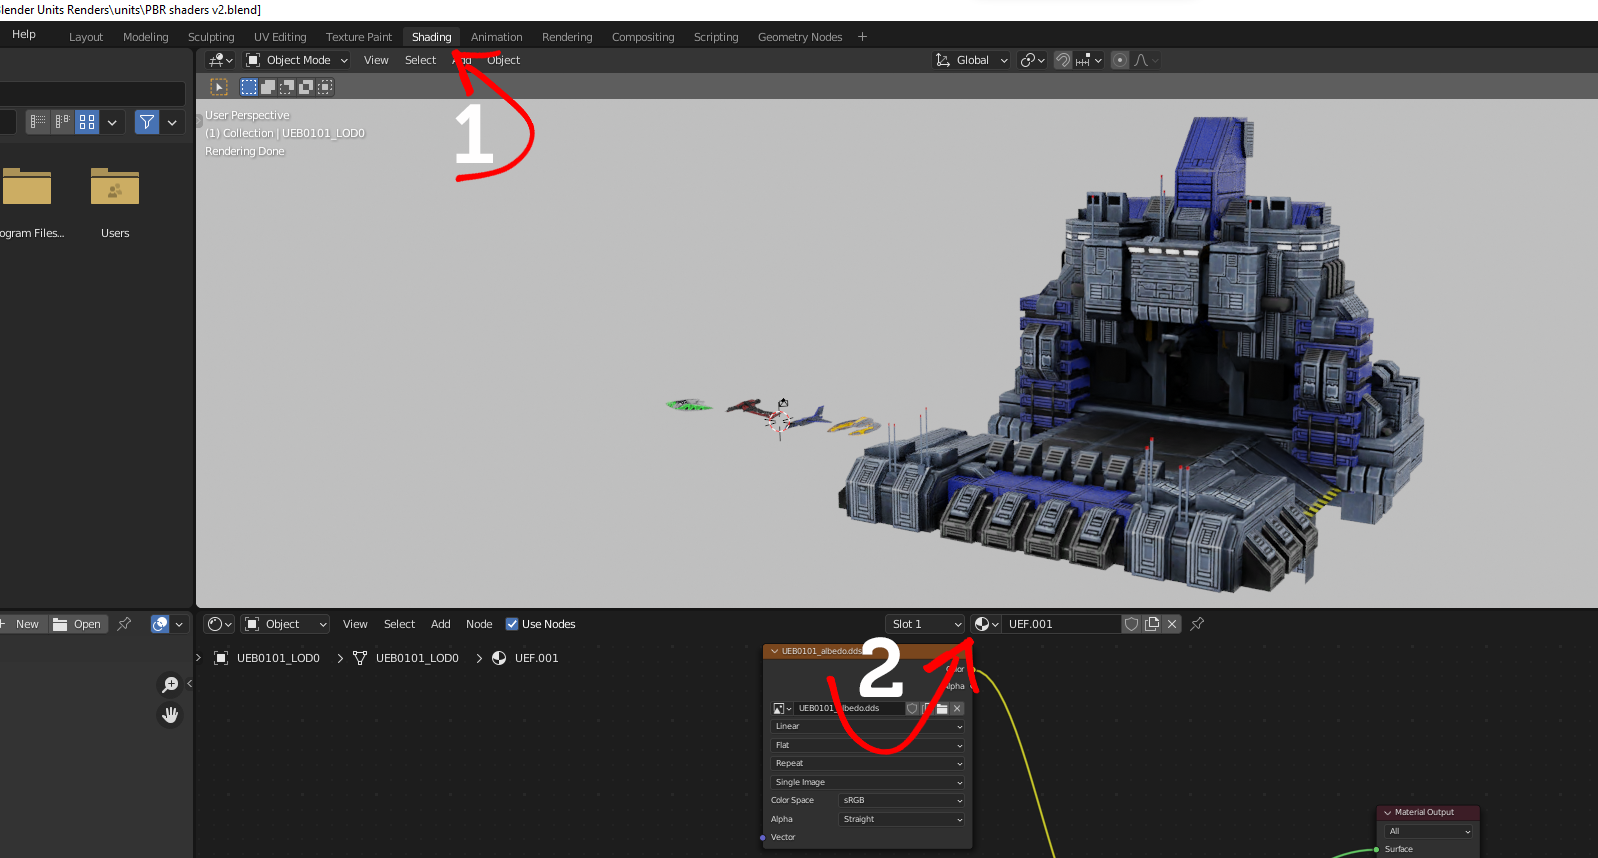 lender Units Renders\units\PBR shaders v2.blend]
Help Layout Modeling Sculpting UV Editing Texture Paint Shading Animation Rendering Compositing Scripting Geometry Nodes +
Object Mode View Select Add Object Global
User Perspective
(1) Collection | UEB0101_LOD0
Rendering Done
1
ogram Files... Users
New Open Object View Select Add Node Use Nodes Slot 1 UEF.001
UEB0101_LOD0 > UEB0101_LOD0 > UEF.001
2
UEB0101_albedo.dds
Color
Alpha
UEB0101_albedo.dds
Linear
Flat
Repeat
Single Image
Color Space sRGB
Alpha Straight
Vector
Material Output
All
Surface